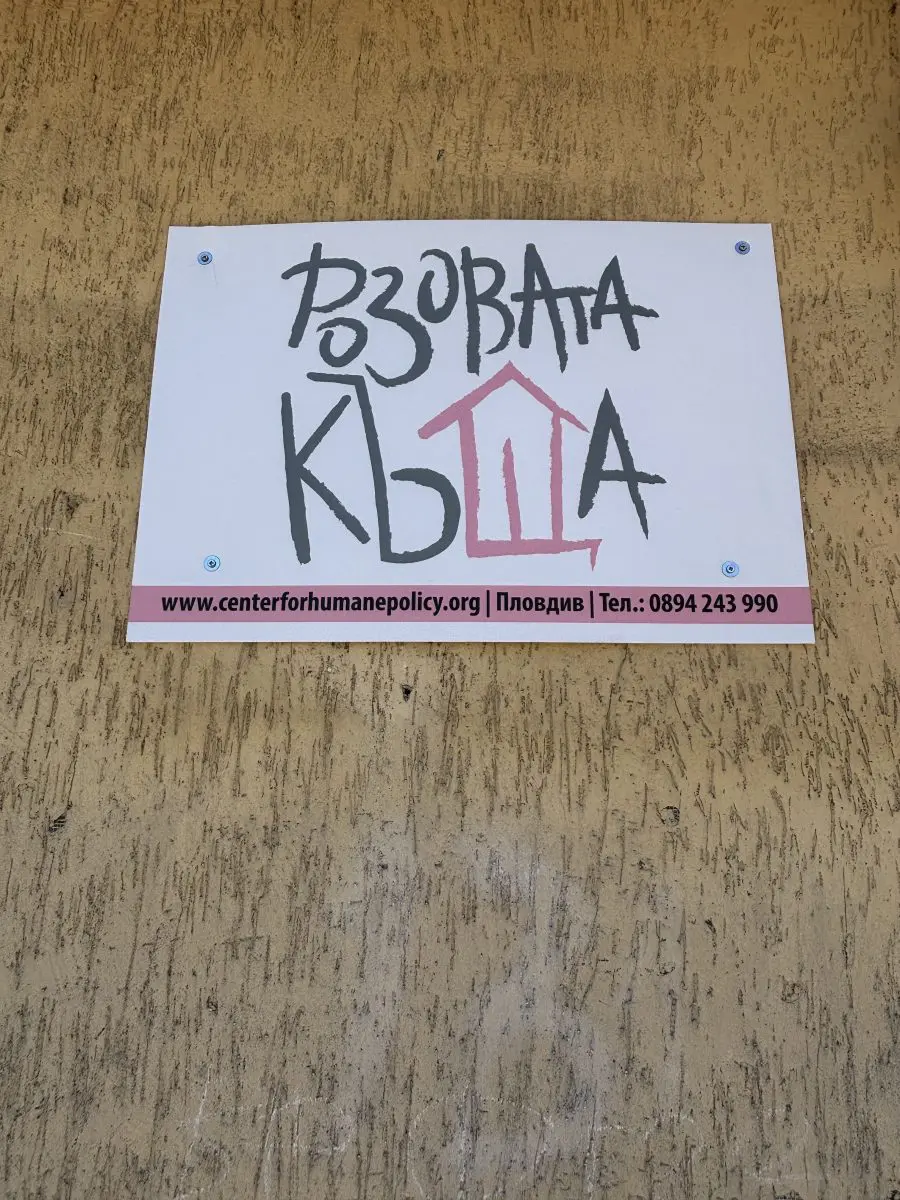 РОЗОВАТА
КЪЩА
www.centerforhumanepolicy.org | Пловдив | Тел.: 0894 243 990